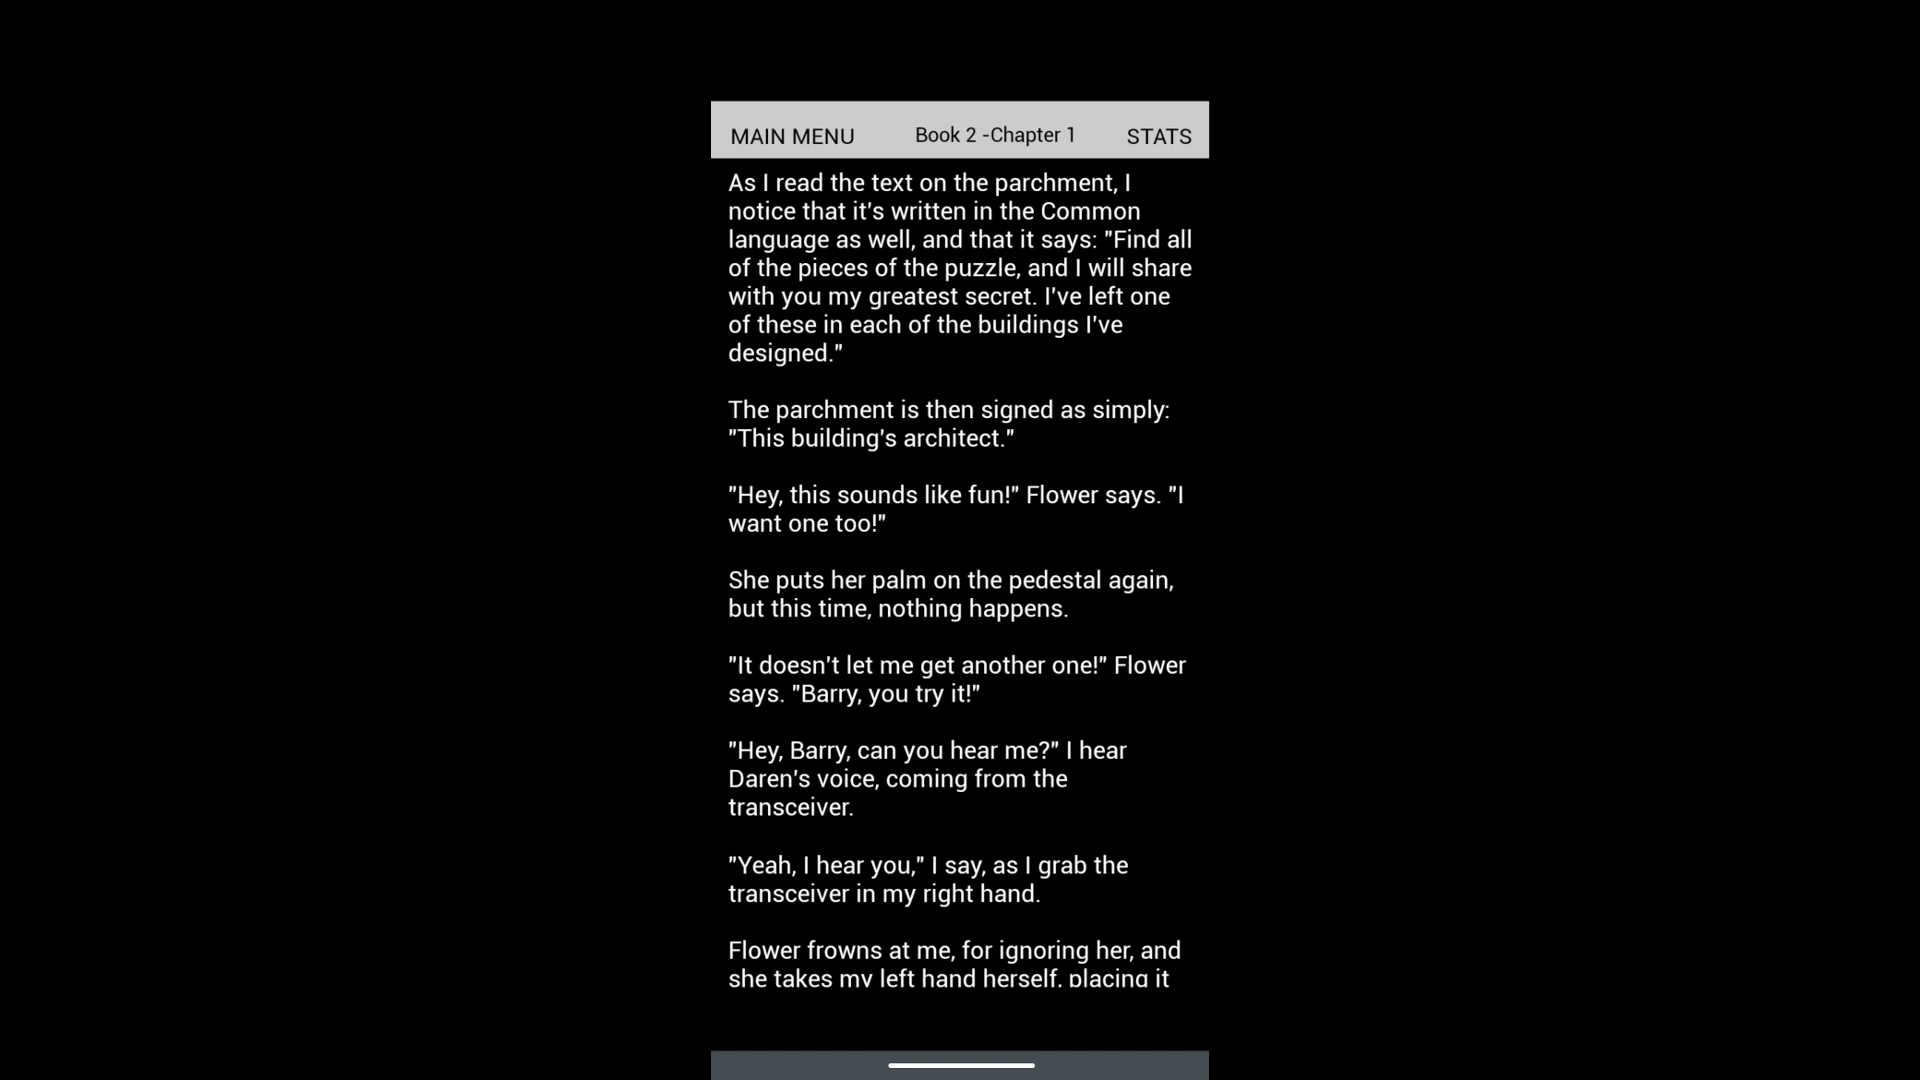 MAIN MENU Book 2 -Chapter 1 STATS
As I read the text on the parchment, I
notice that it's written in the Common
language as well, and that it says: "Find all
of the pieces of the puzzle, and I will share
with you my greatest secret. I've left one
of these in each of the buildings I've
designed."
The parchment is then signed as simply:
"This building's architect."
"Hey, this sounds like fun!" Flower says. "I
want one too!"
She puts her palm on the pedestal again,
but this time, nothing happens.
"It doesn't let me get another one!" Flower
says. "Barry, you try it!"
"Hey, Barry, can you hear me?" I hear
Daren's voice, coming from the
transceiver.
"Yeah, I hear you," I say, as I grab the
transceiver in my right hand.
Flower frowns at me, for ignoring her, and
she takes my left hand herself, placing it